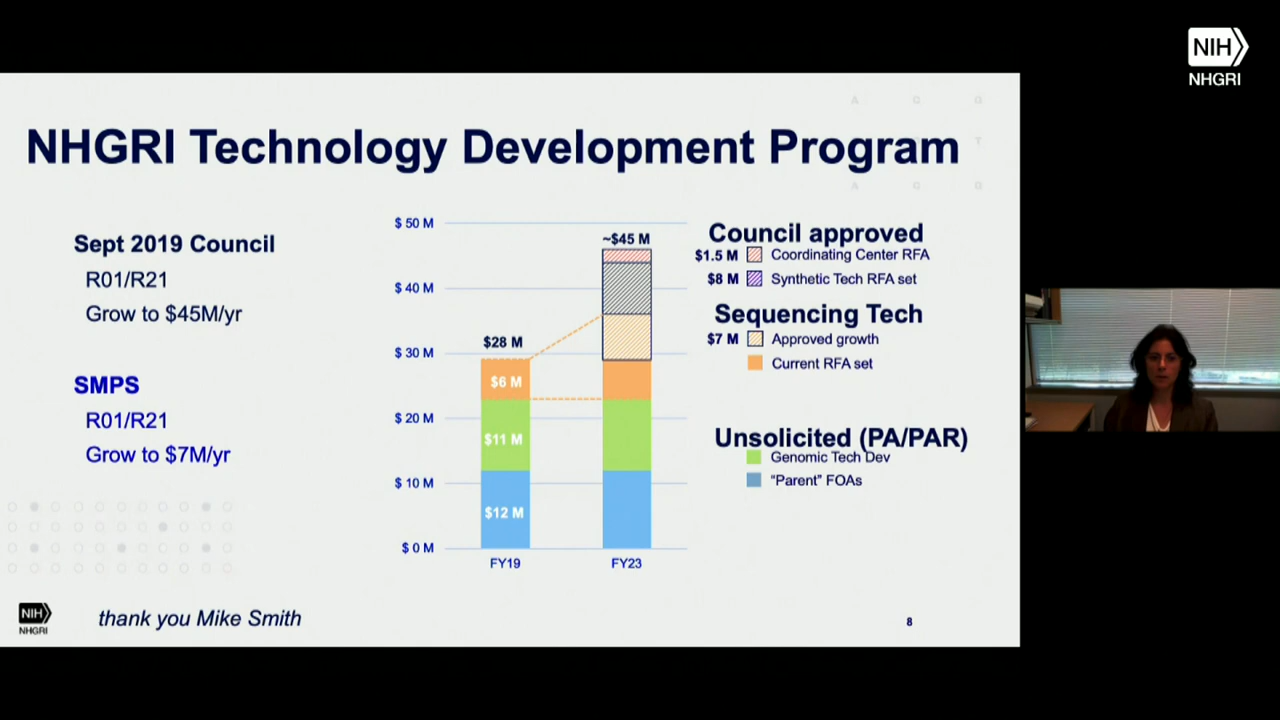 NIH
NHGRI
A G G
T
A G G
NHGRI Technology Development Program
Sept 2019 Council
R01/R21
Grow to $45M/yr
SMPS
R01/R21
Grow to $7M/yr
$ 50 M
$ 40 M
$ 30 M
$ 20 M
$ 10 M
$ 0 M
$28 M
$6 M
$11 M
$12 M
FY19
~$45 M
FY23
Council approved
$1.5 M Coordinating Center RFA
$8 M Synthetic Tech RFA set
Sequencing Tech
$7 M Approved growth
Current RFA set
Unsolicited (PA/PAR)
Genomic Tech Dev
“Parent” FOAs
NIH
NHGRI
thank you Mike Smith
8